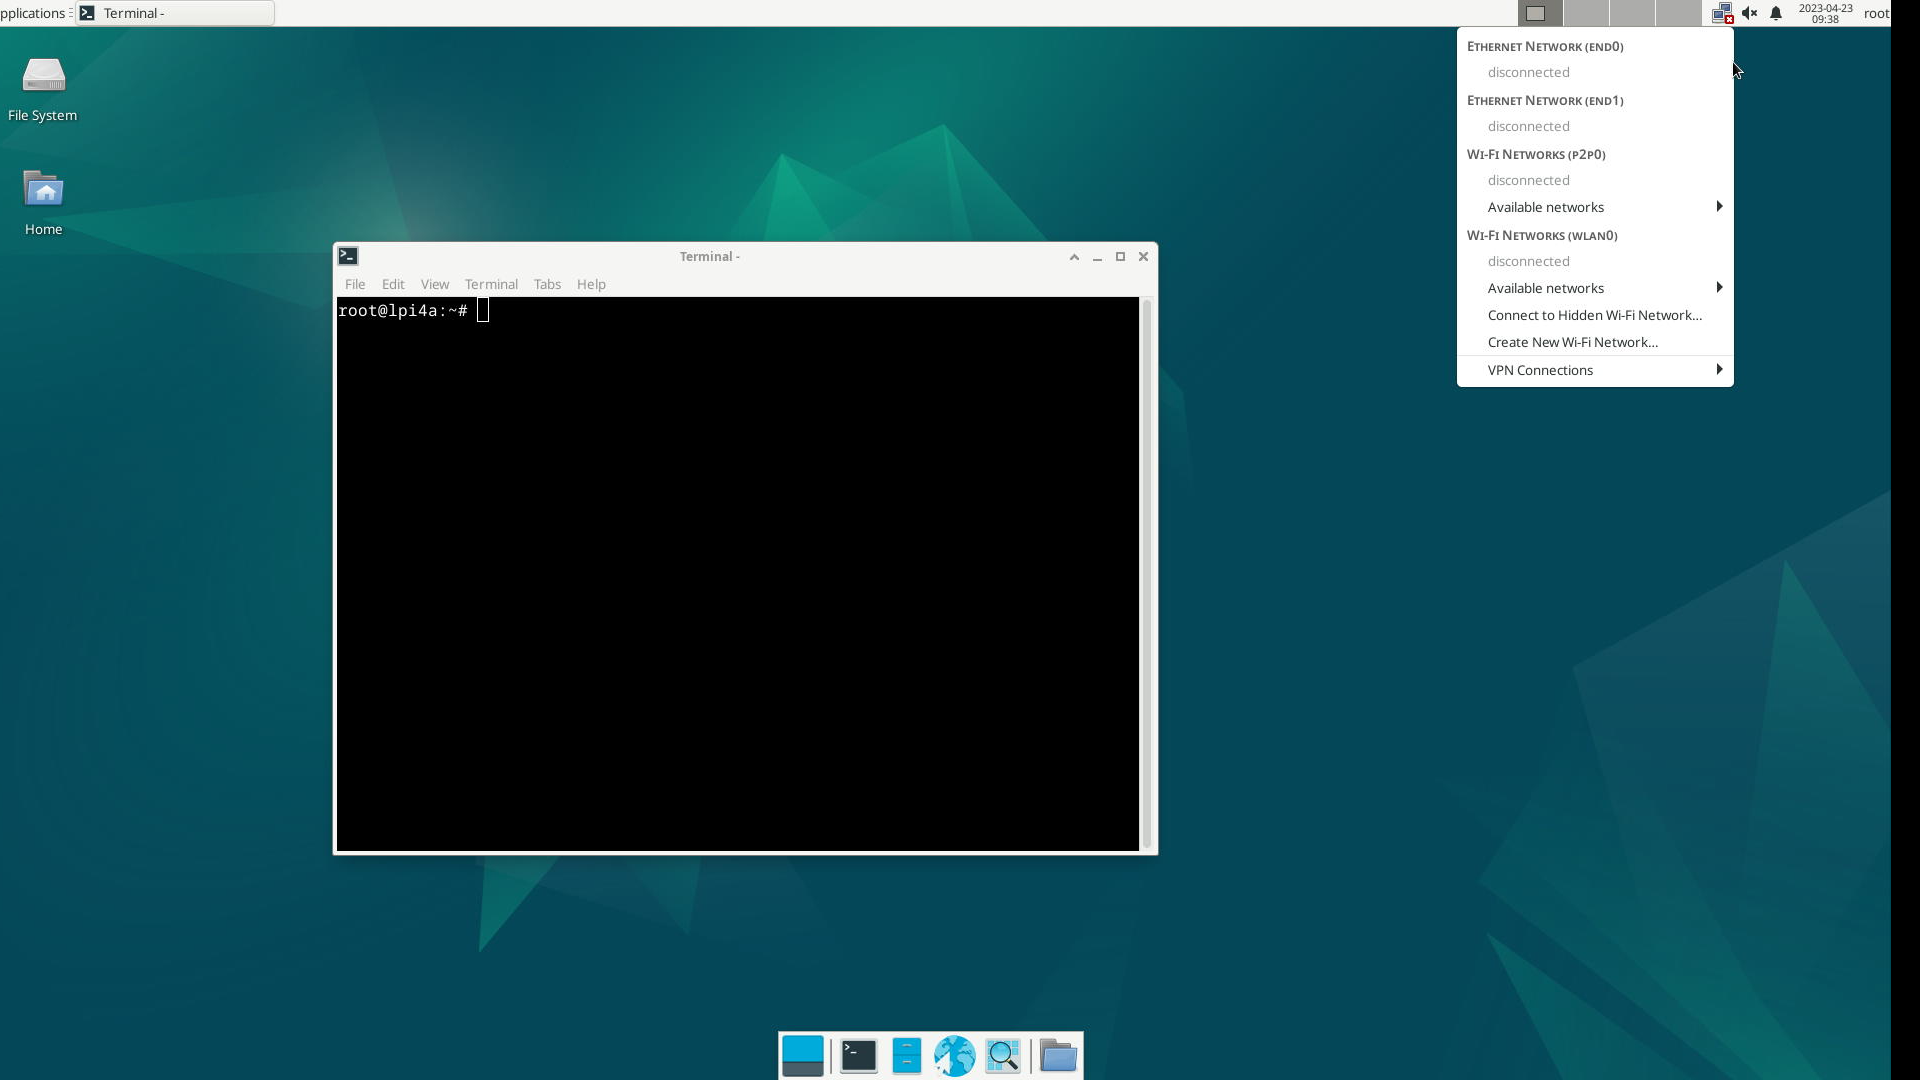 pplications
Terminal -
2023-04-23
09:38
root
File System
Home
Terminal -
File Edit View Terminal Tabs Help
root@lpi4a:~#
Ethernet Network (end0)
disconnected
Ethernet Network (end1)
disconnected
Wi-Fi Networks (p2p0)
disconnected
Available networks
Wi-Fi Networks (wlan0)
disconnected
Available networks
Connect to Hidden Wi-Fi Network...
Create New Wi-Fi Network...
VPN Connections